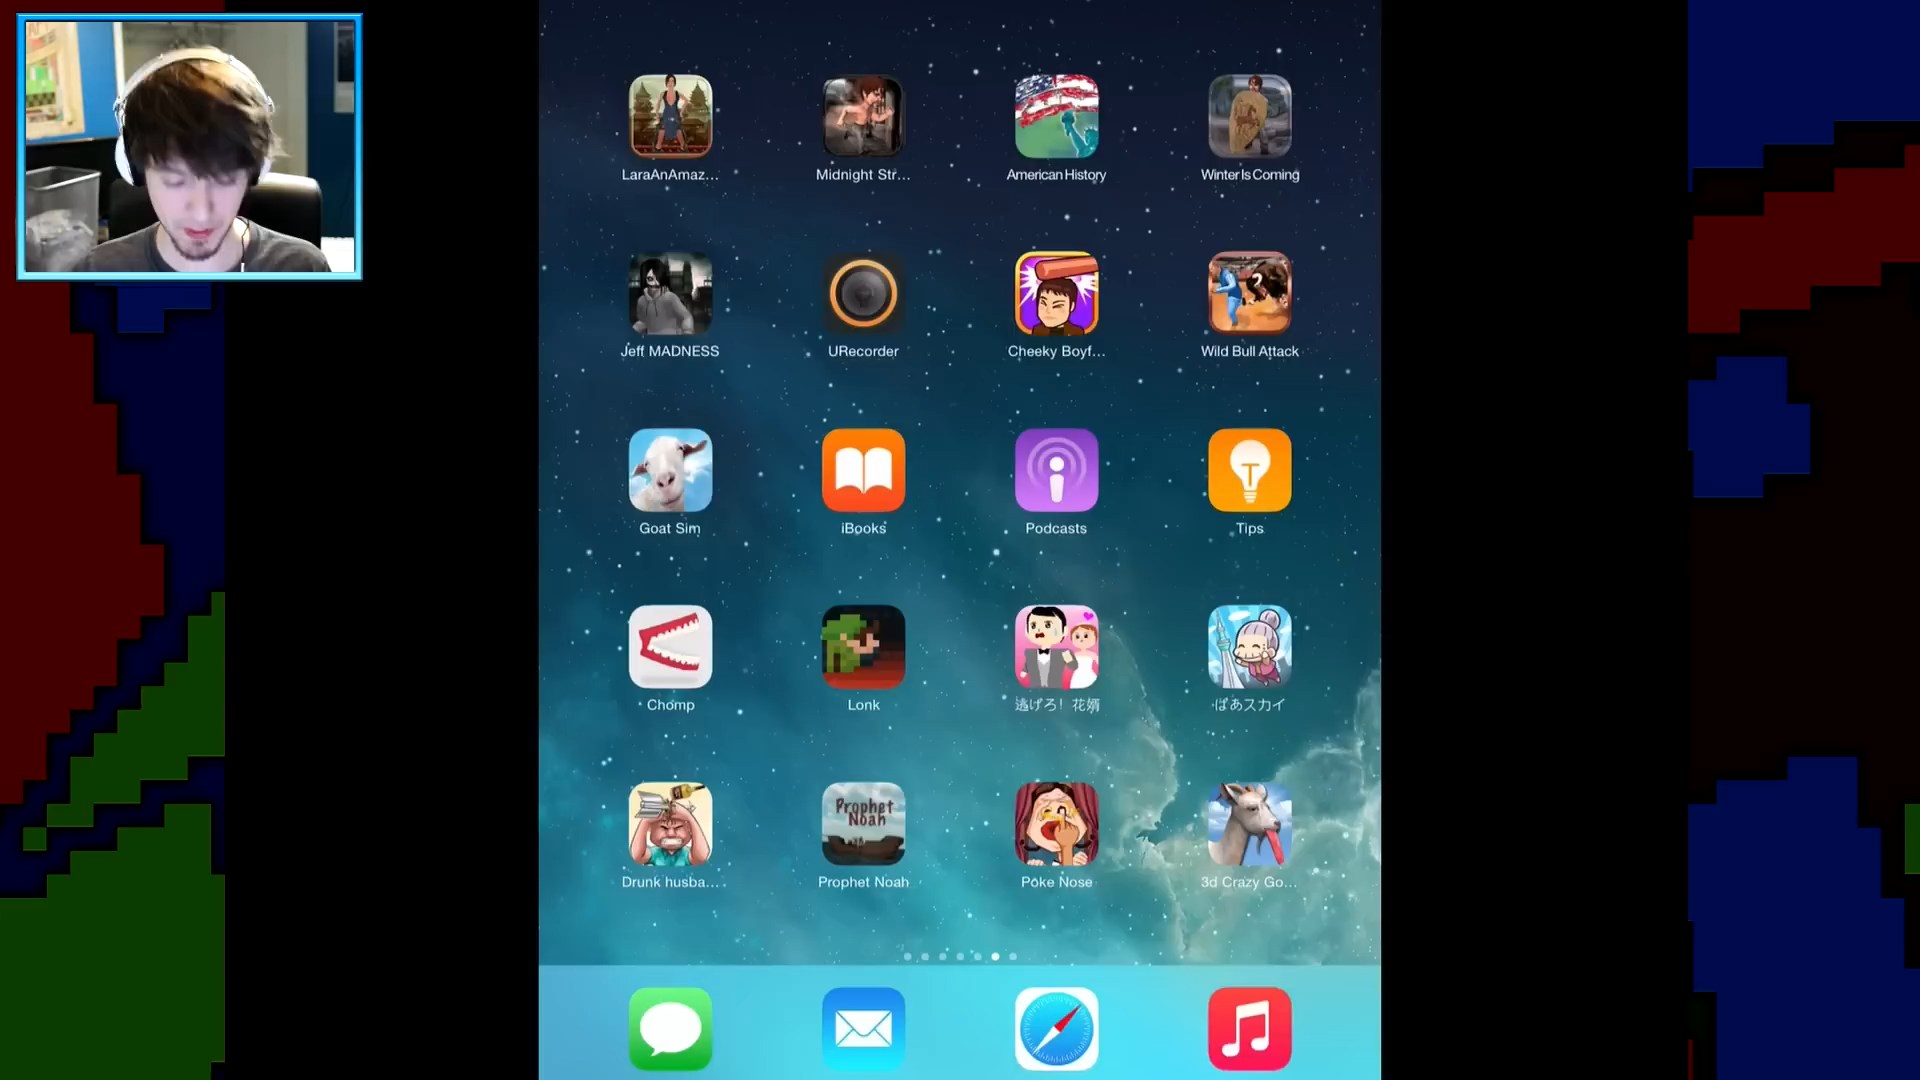 LaraAnAmaz...
Midnight Str...
American History
WinterIsComing
Jeff MADNESS
URecorder
Cheeky Boyf...
Wild Bull Attack
Goat Sim
iBooks
Podcasts
Tips
Chomp
Lonk
逃げろ！花婿
ばあスカイ
Prophet
Noah
Drunk husba...
Prophet Noah
Poke Nose
3d Crazy Go...